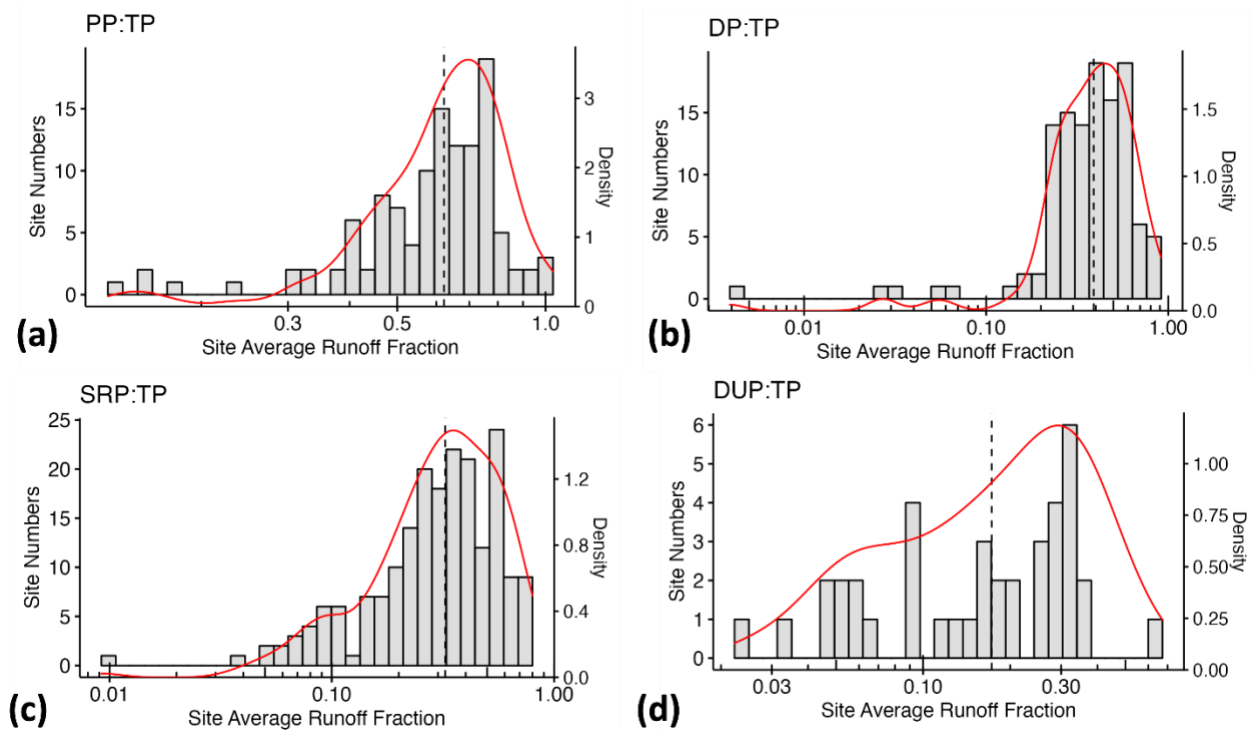 PP:TP
15
10
5
0
Site Numbers
3
2
1
0
Density
0.3 0.5 1.0
Site Average Runoff Fraction
(a)
DP:TP
15
10
5
0
Site Numbers
1.5
1.0
0.5
0.0
Density
0.01 0.10 1.00
Site Average Runoff Fraction
(b)
SRP:TP
25
20
15
10
5
0
Site Numbers
1.2
0.8
0.4
0.0
Density
0.01 0.10 1.00
Site Average Runoff Fraction
(c)
DUP:TP
6
5
4
3
2
1
0
Site Numbers
1.00
0.75
0.50
0.25
0.00
Density
0.03 0.10 0.30
Site Average Runoff Fraction
(d)